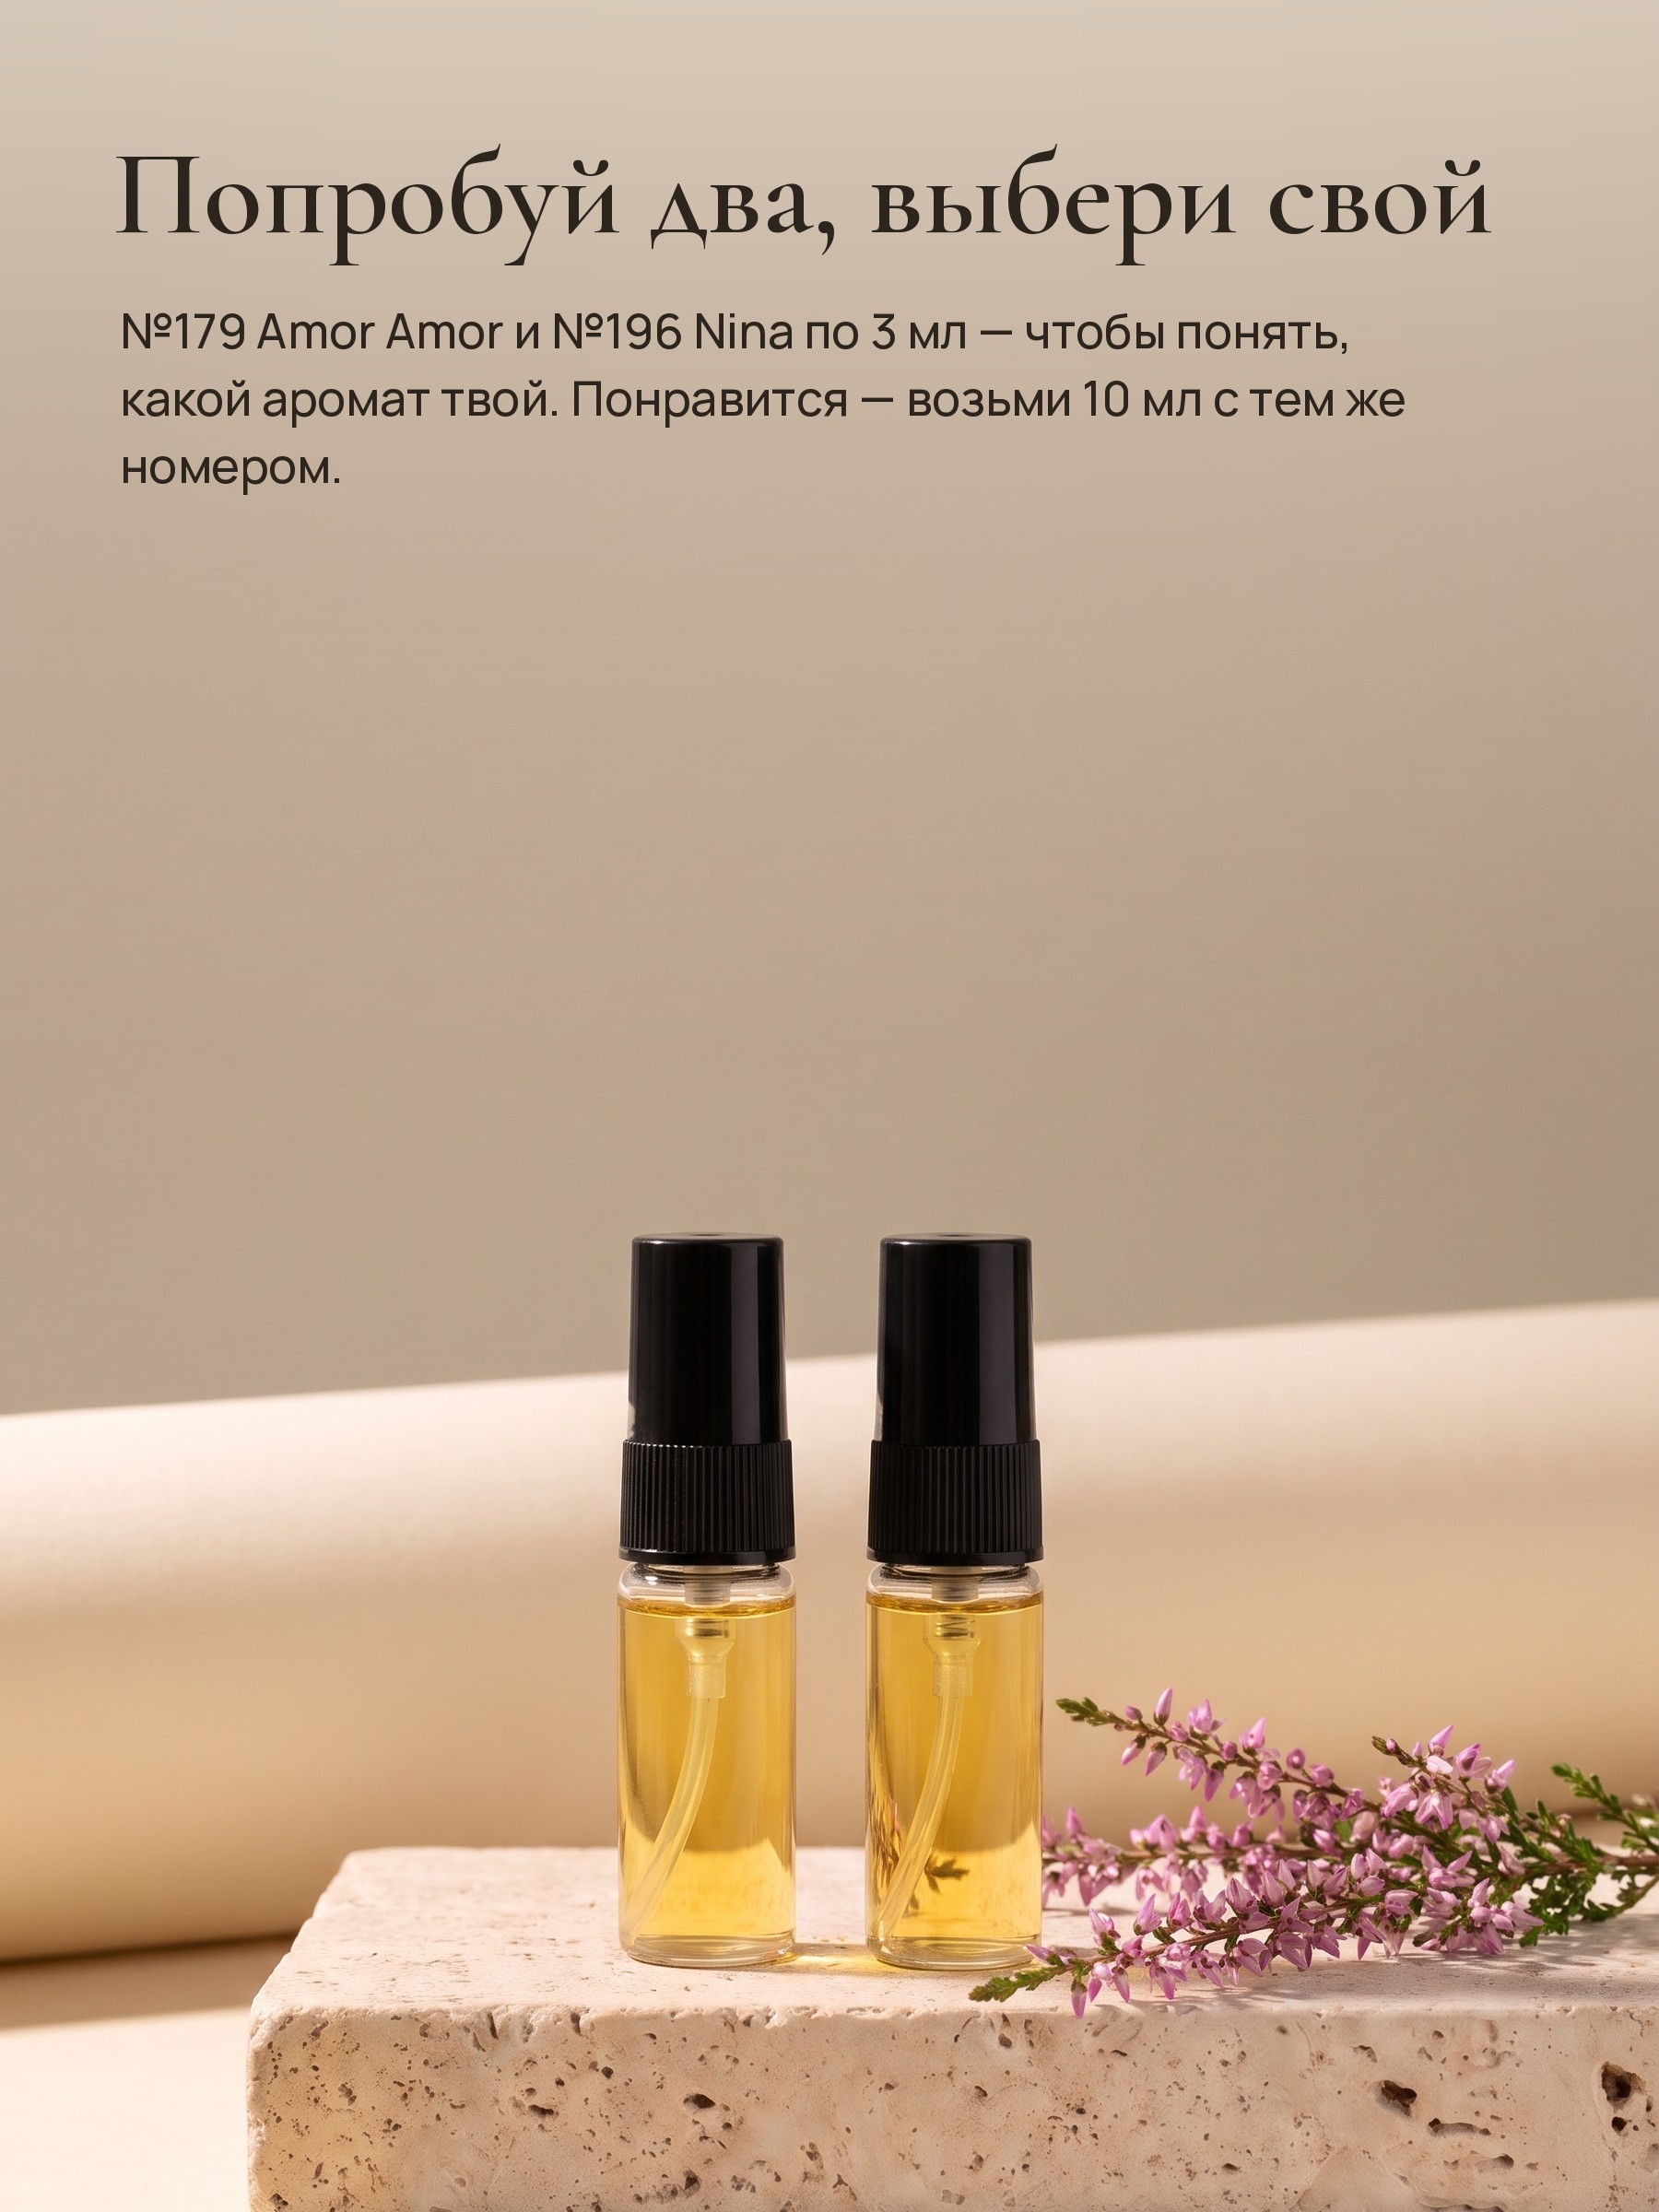 Попробуй два, выбери свой
№179 Amor Amor и №196 Nina по 3 мл — чтобы понять,
какой аромат твой. Понравится — возьми 10 мл с тем же
номером.